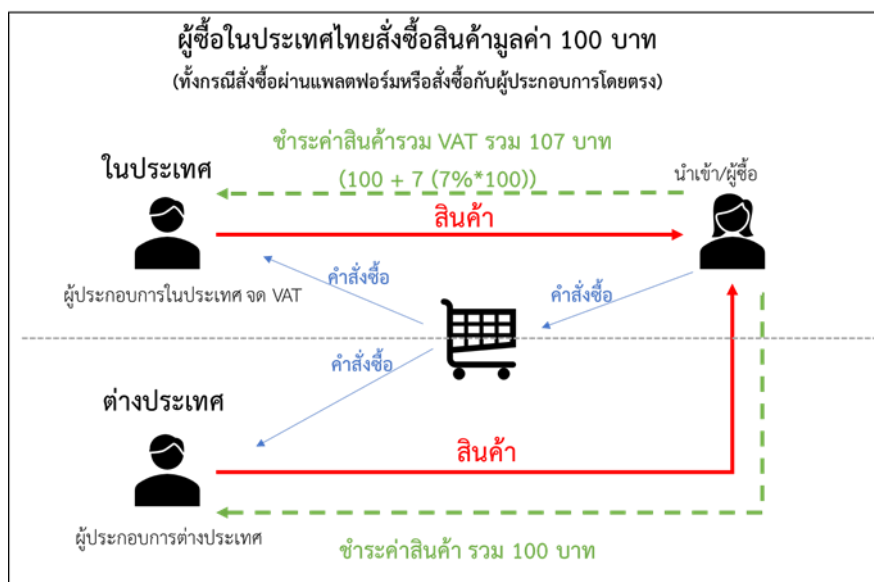 ผู้ซื้อในประเทศไทยสั่งซื้อสินค้ามูลค่า 100 บาท
(ทั้งกรณีสั่งซื้อผ่านแพลตฟอร์มหรือสั่งซื้อกับผู้ประกอบการโดยตรง)
ชำระค่าสินค้ารวม VAT รวม 107 บาท
ในประเทศ
(100 + 7 (7%*100))
นำเข้า/ผู้ซื้อ
สินค้า
คำสั่งซื้อ
คำสั่งซื้อ
ผู้ประกอบการในประเทศ จด VAT
คำสั่งซื้อ
ต่างประเทศ
สินค้า
ผู้ประกอบการต่างประเทศ
ชำระค่าสินค้า รวม 100 บาท